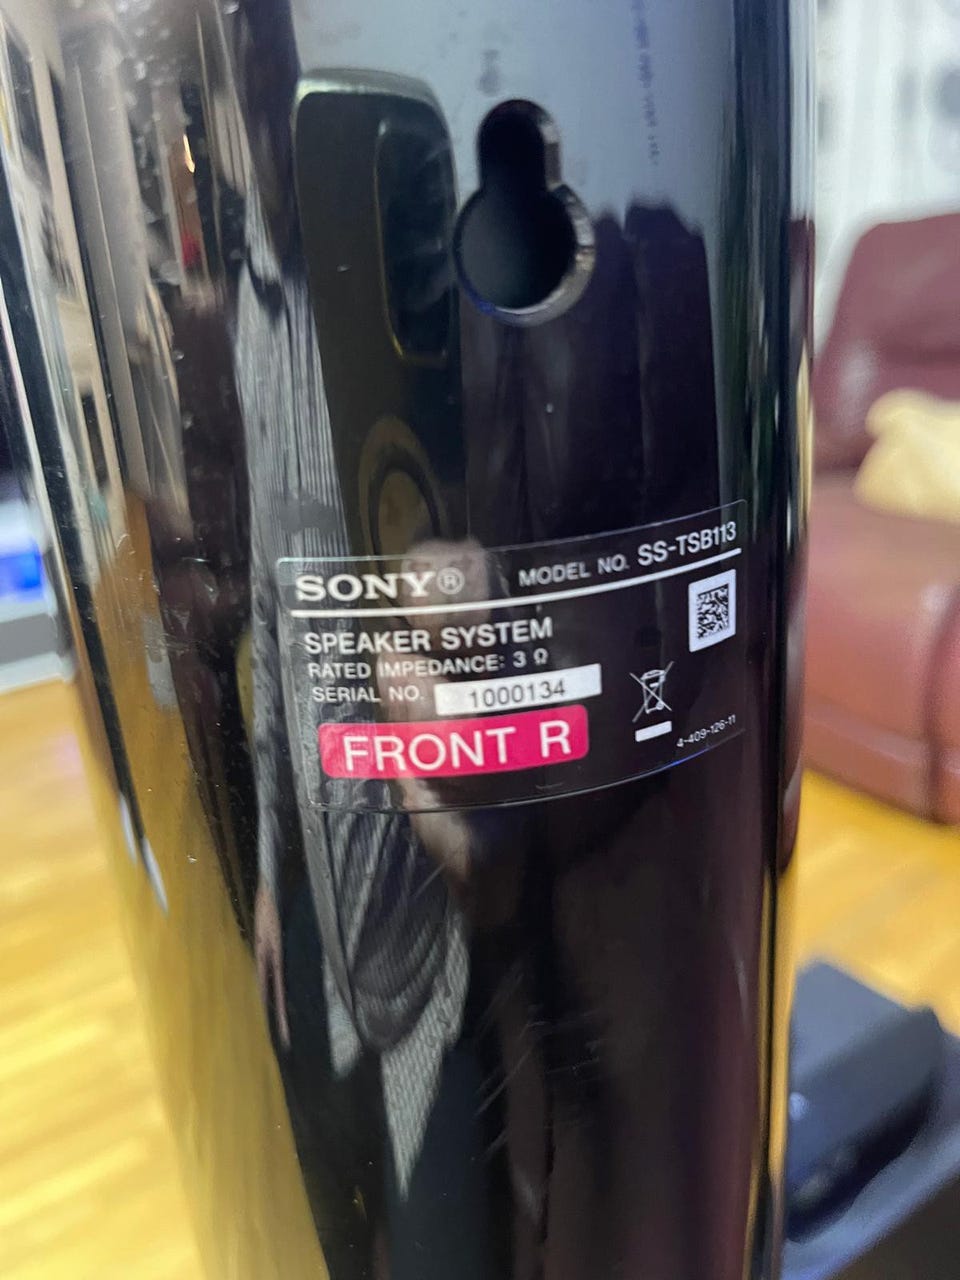 SONY®
MODEL NO. SS-TSB113
SPEAKER SYSTEM
RATED IMPEDANCE: 3 Ω
SERIAL NO. 1000134
FRONT R
4-409-126-11